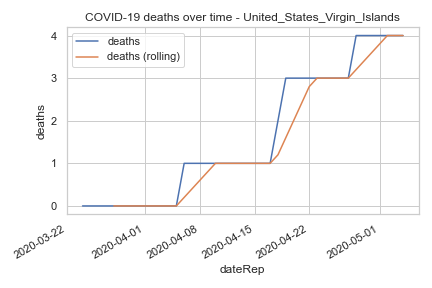 COVID-19 deaths over time - United_States_Virgin_Islands
deaths
deaths (rolling)
4
3
2
1
0
deaths
2020-03-22
2020-04-01
2020-04-08
2020-04-15
2020-04-22
2020-05-01
dateRep